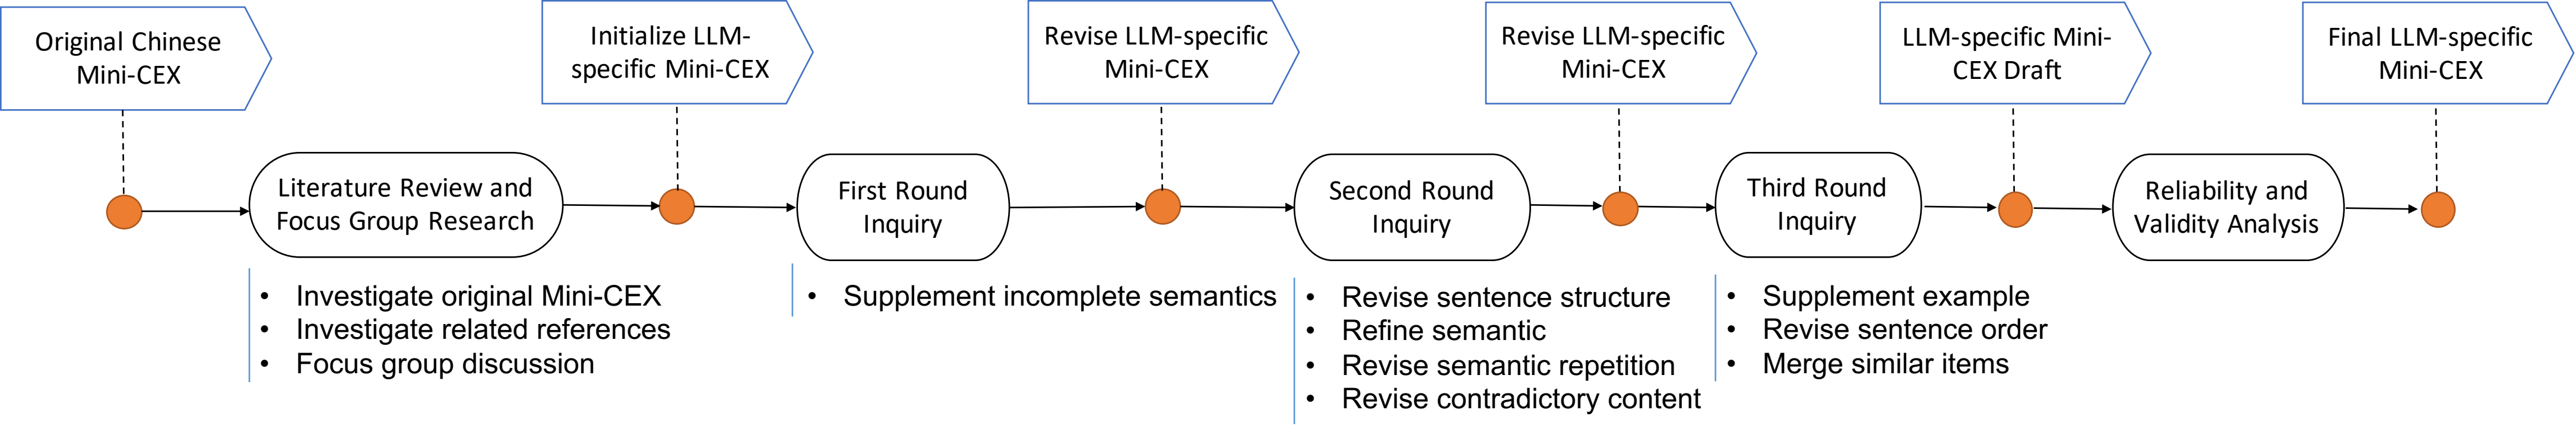 Original Chinese
Mini-CEX
Initialize LLM-
specific Mini-CEX
Revise LLM-specific
Mini-CEX
Revise LLM-specific
Mini-CEX
LLM-specific Mini-
CEX Draft
Final LLM-specific
Mini-CEX
Literature Review and
Focus Group Research
First Round
Inquiry
Second Round
Inquiry
Third Round
Inquiry
Reliability and
Validity Analysis
• Investigate original Mini-CEX
• Investigate related references
• Focus group discussion
• Supplement incomplete semantics
• Revise sentence structure
• Refine semantic
• Revise semantic repetition
• Revise contradictory content
• Supplement example
• Revise sentence order
• Merge similar items